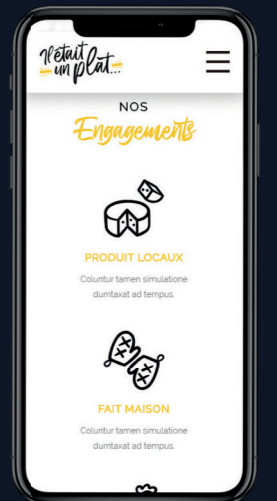 Il était
un plat...
NOS
Engagements
PRODUIT LOCAUX
Coluntur tamen simulatione
dumtaxat ad tempus.
FAIT MAISON
Coluntur tamen simulatione
dumtaxat ad tempus.